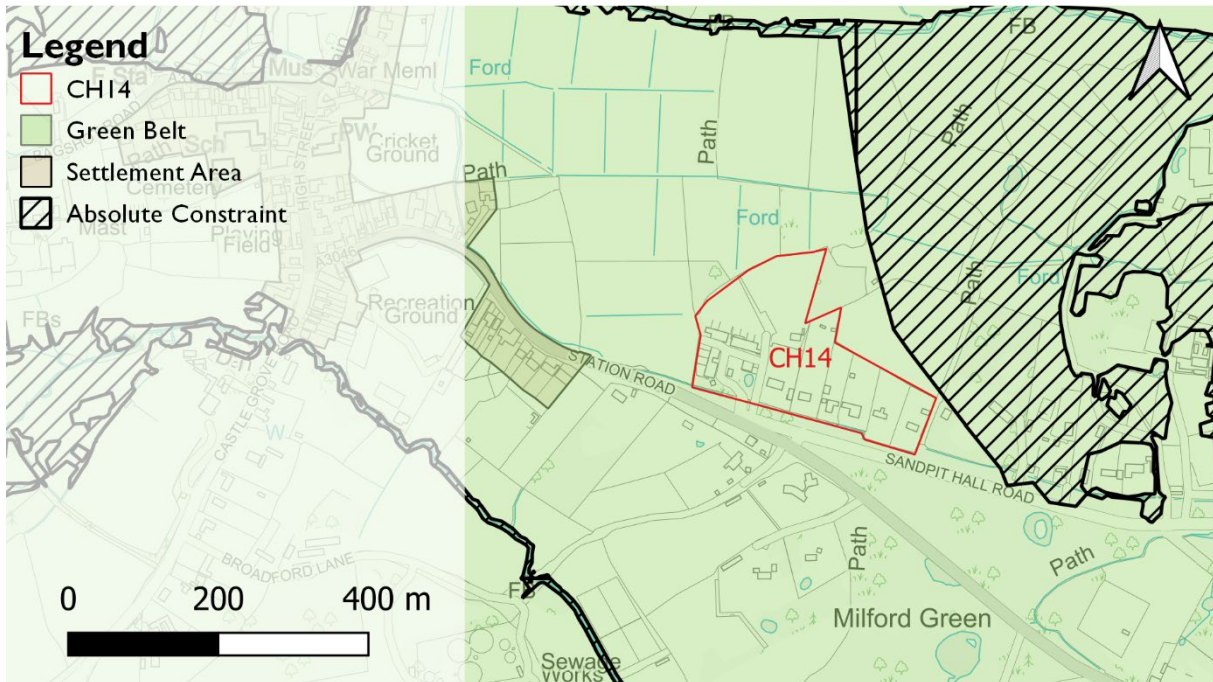 Legend
CH14
Green Belt
Settlement Area
Absolute Constraint
Mus
War Meml
FB
FB
Ford
PW
Cricket
Ground
Path
Sch
HIGH STREET
Cemetery
Mast
Playing
Field
A3046
Path
Path
Path
Ford
Ford
Path
FBs
Recreation
Ground
STATION ROAD
CH14
SANDPIT HALL ROAD
CASTLE GROVE
W
BROADFORD LANE
Path
Path
FB
Milford Green
Sewage
Works
0 200 400 m